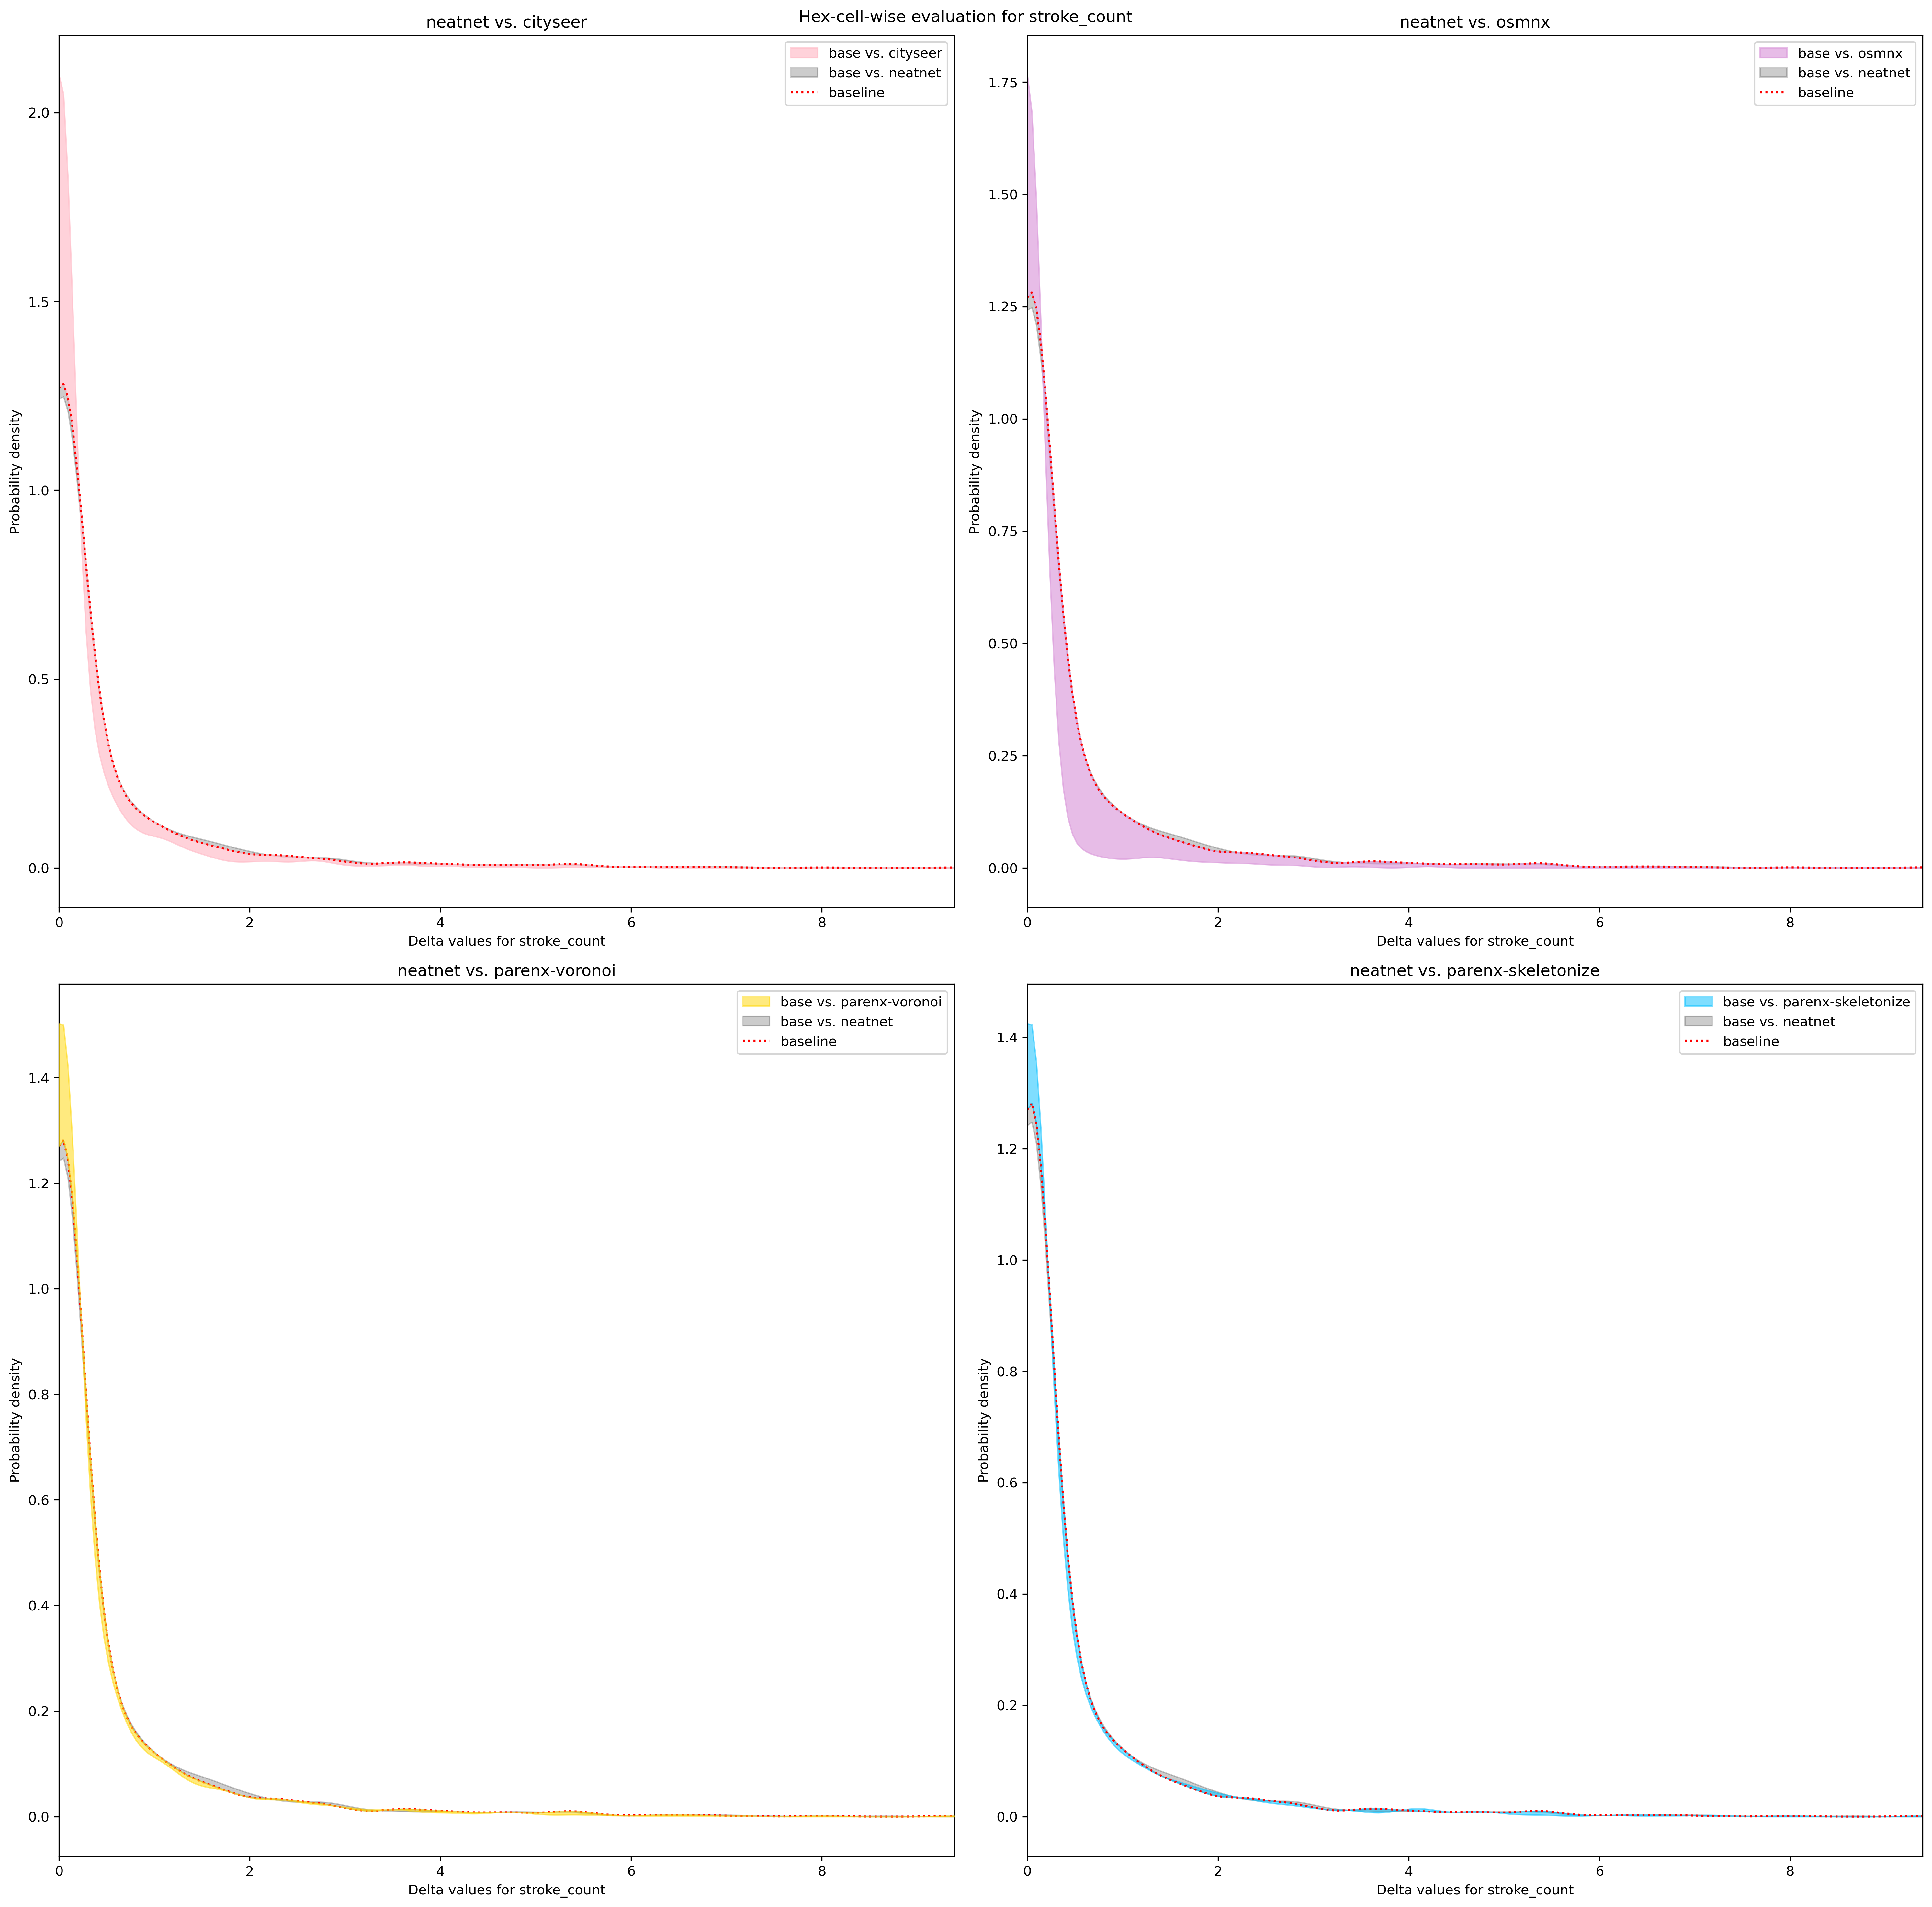 Hex-cell-wise evaluation for stroke_count
neatnet vs. cityseer
base vs. cityseer
base vs. neatnet
baseline
2.0
1.5
1.0
0.5
0.0
Probability density
0
2
4
6
8
Delta values for stroke_count
neatnet vs. osmnx
base vs. osmnx
base vs. neatnet
baseline
1.75
1.50
1.25
1.00
0.75
0.50
0.25
0.00
Probability density
0
2
4
6
8
Delta values for stroke_count
neatnet vs. parenx-voronoi
base vs. parenx-voronoi
base vs. neatnet
baseline
1.4
1.2
1.0
0.8
0.6
0.4
0.2
0.0
Probability density
0
2
4
6
8
Delta values for stroke_count
neatnet vs. parenx-skeletonize
base vs. parenx-skeletonize
base vs. neatnet
baseline
1.4
1.2
1.0
0.8
0.6
0.4
0.2
0.0
Probability density
0
2
4
6
8
Delta values for stroke_count